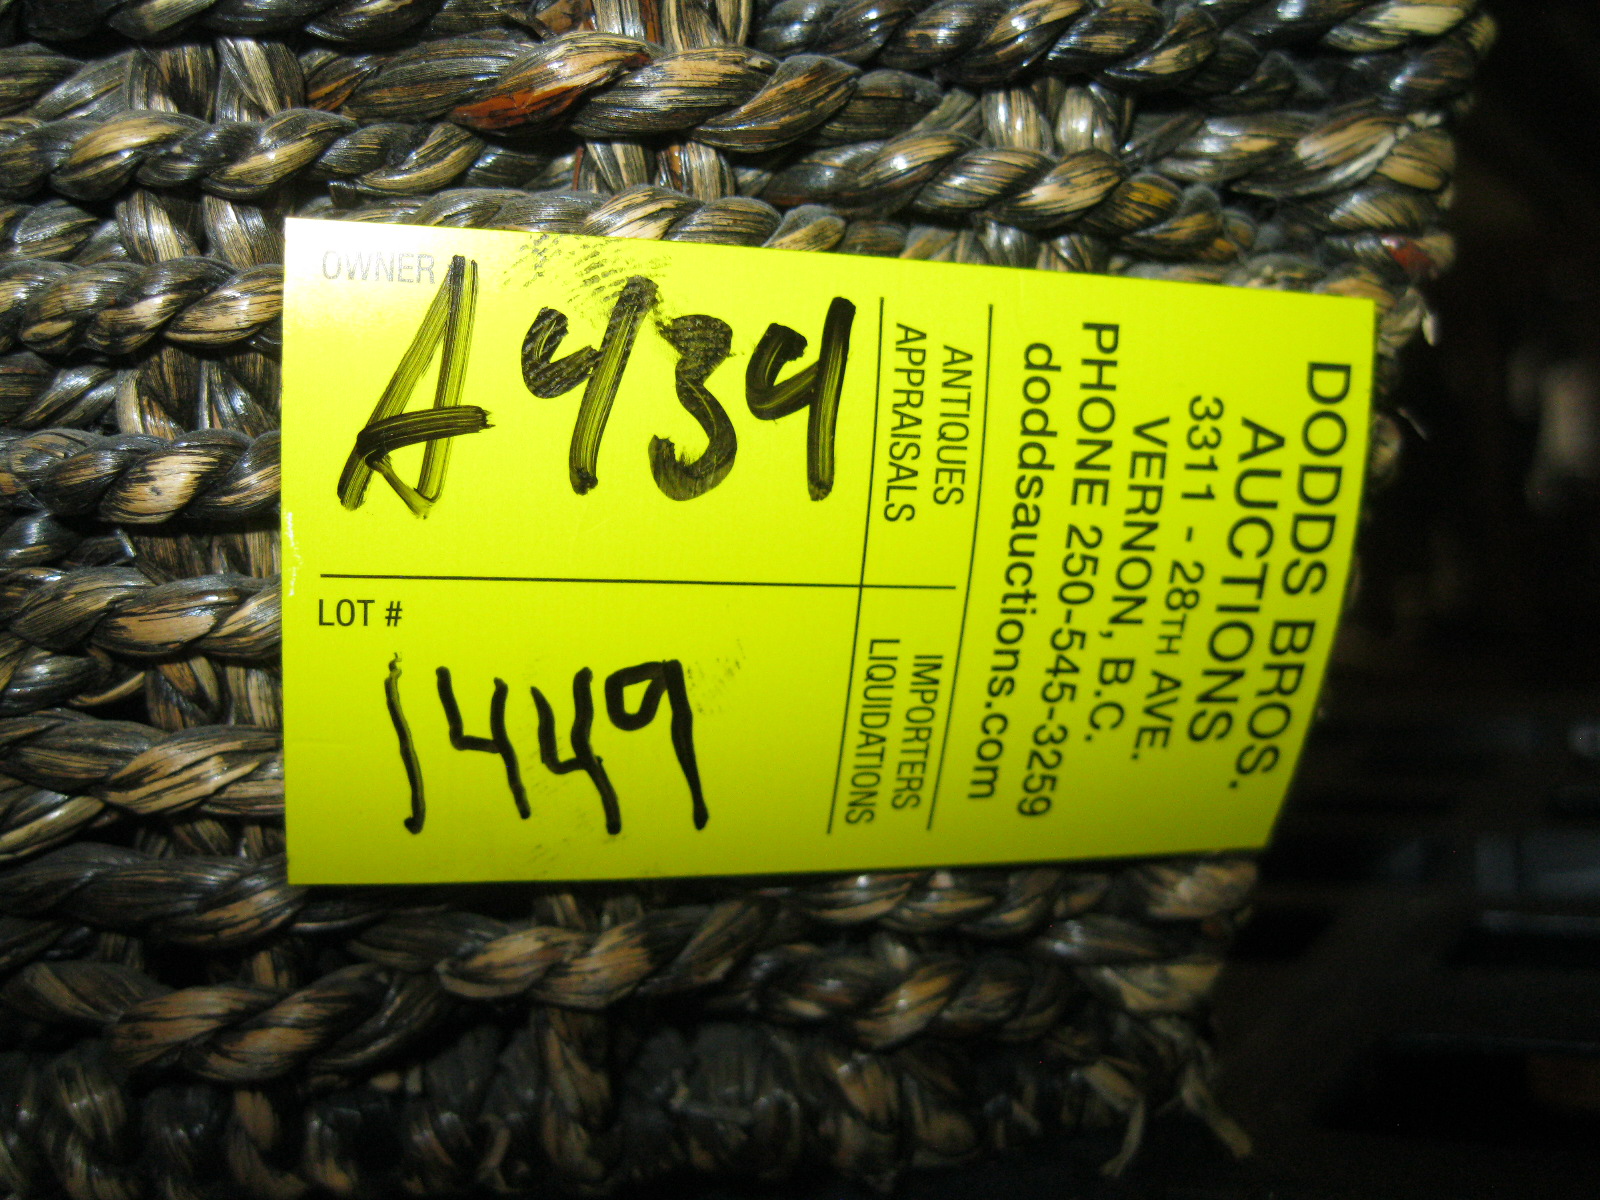 DODDS BROS.
AUCTIONS
3311 - 28TH AVE.
VERNON, B.C.
PHONE 250-545-3259
doddsauctions.com
ANTIQUES
APPRAISALS
IMPORTERS
LIQUIDATIONS
OWNER
A434
LOT #
1449